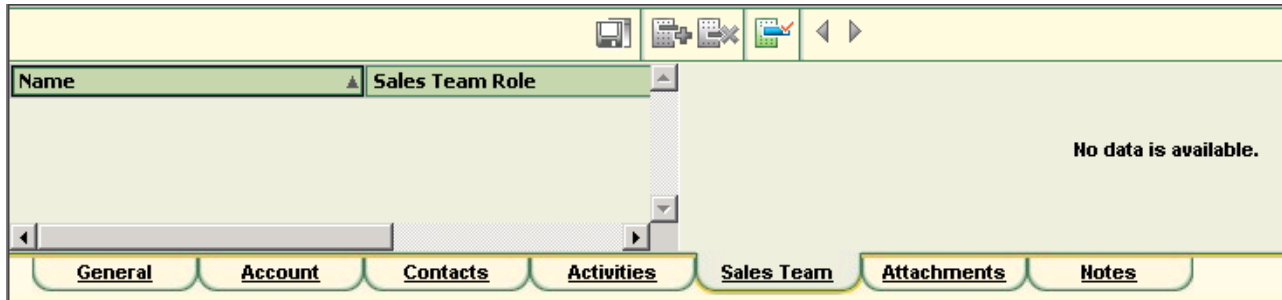 Name Sales Team Role
No data is available.
General Account Contacts Activities Sales Team Attachments Notes